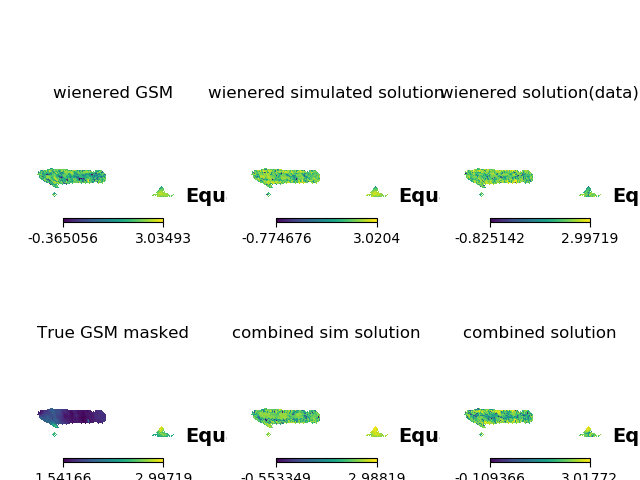 wienered GSM
wienered simulated solution
wienered solution(data)
Equ
Equ
Eq
-0.365056 3.03493
-0.774676 3.0204
-0.825142 2.99719
True GSM masked
combined sim solution
combined solution
Equ
Equ
Eq
1.54166 2.99719
-0.553349 2.98819
-0.109366 3.01772